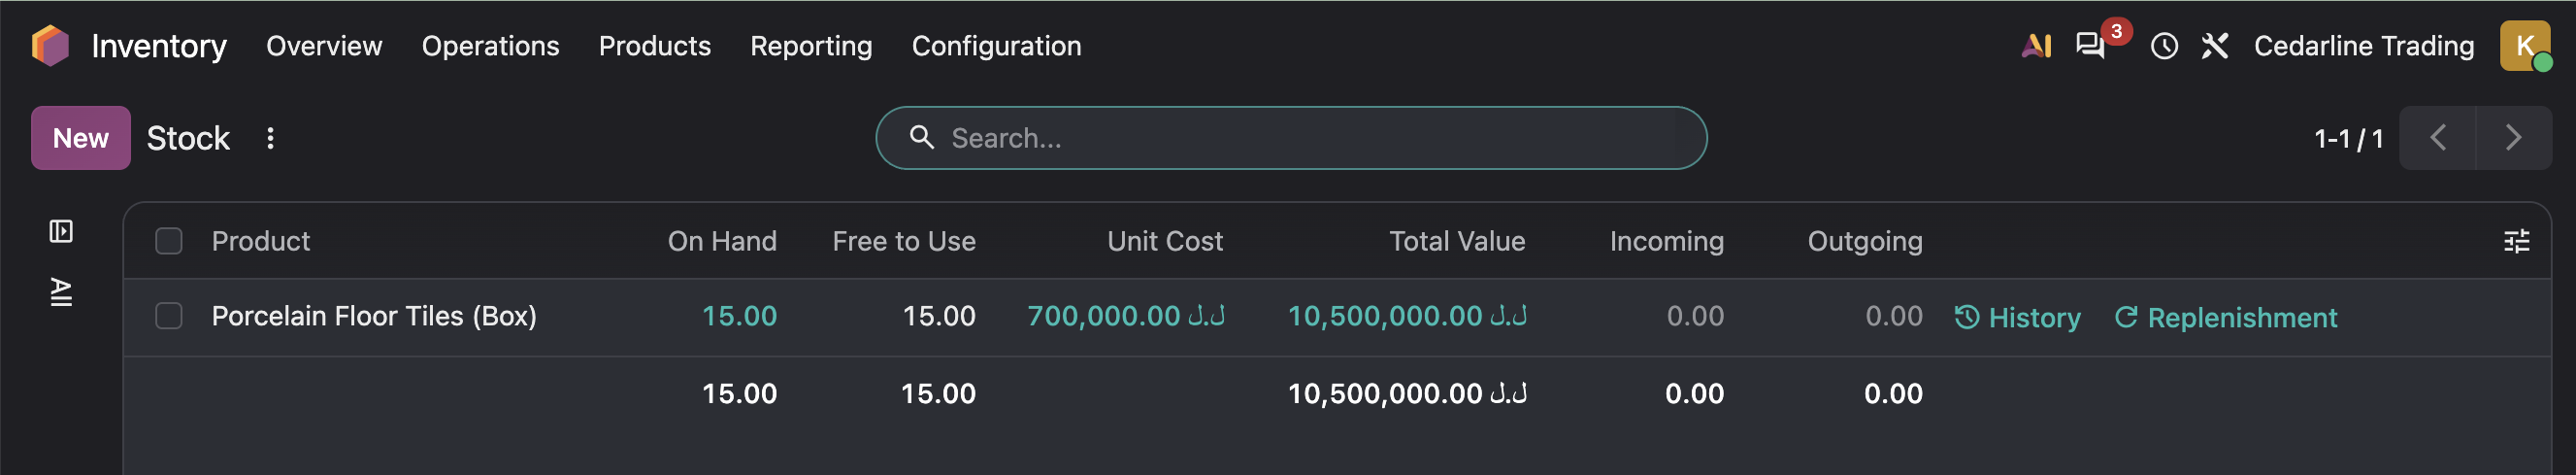 Inventory Overview Operations Products Reporting Configuration AI 3 Cedarline Trading K
New Stock Search... 1-1 / 1
Product On Hand Free to Use Unit Cost Total Value Incoming Outgoing
Porcelain Floor Tiles (Box) 15.00 15.00 700,000.00 ل.ل 10,500,000.00 ل.ل 0.00 0.00 History Replenishment
15.00 15.00 10,500,000.00 ل.ل 0.00 0.00